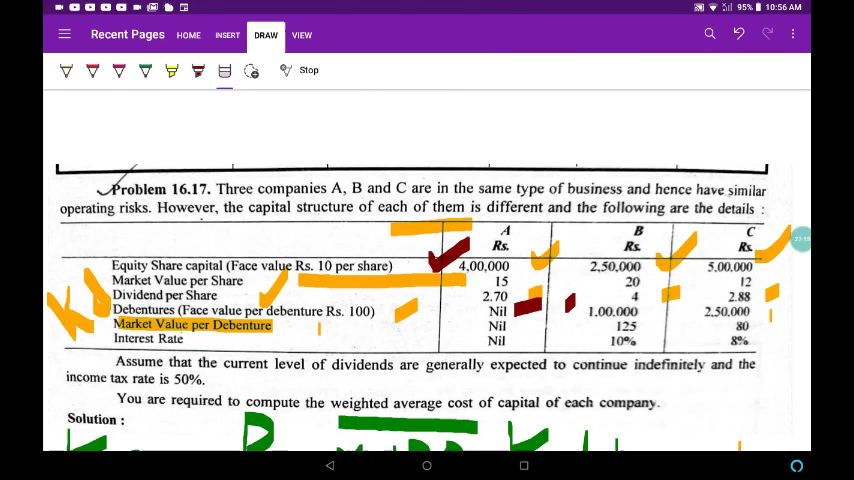 10:56 AM
95%
Recent Pages HOME INSERT DRAW VIEW
Stop
Problem 16.17. Three companies A, B and C are in the same type of business and hence have similar
operating risks. However, the capital structure of each of them is different and the following are the details :
A B C
Rs. Rs. Rs.
Equity Share capital (Face value Rs. 10 per share) 4,00,000 2,50,000 5,00,000
Market Value per Share 15 20 12
Dividend per Share 2.70 4 2.88
Debentures (Face value per debenture Rs. 100) Nil 1,00,000 2,50,000
Market Value per Debenture Nil 125 80
Interest Rate Nil 10% 8%
Assume that the current level of dividends are generally expected to continue indefinitely and the
income tax rate is 50%.
You are required to compute the weighted average cost of capital of each company.
Solution :